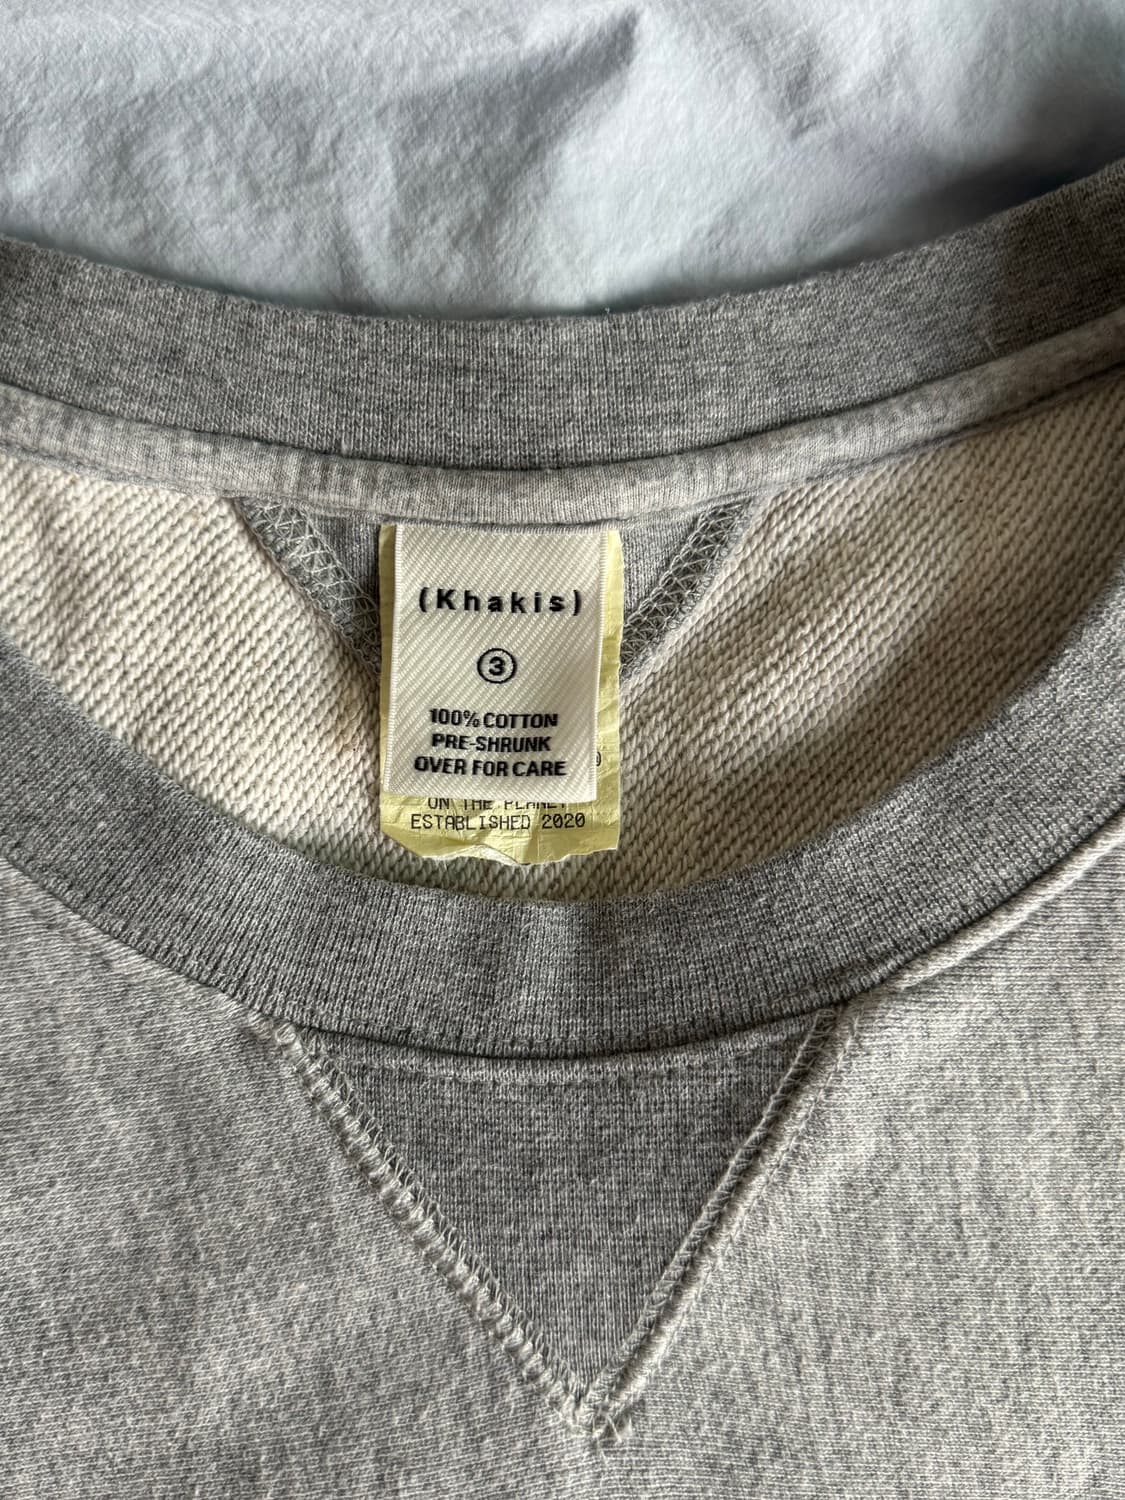 (Khakis)
3
100% COTTON
PRE-SHRUNK
OVER FOR CARE
ON THE PLANET
ESTABLISHED 2020